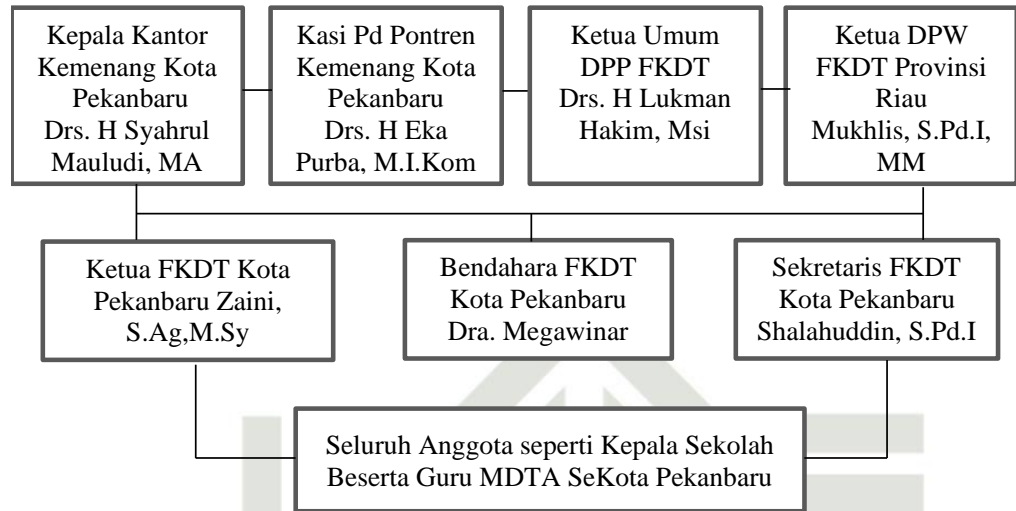 Kepala Kantor
Kemenang Kota
Pekanbaru
Drs. H Syahrul
Mauludi, MA
Kasi Pd Pontren
Kemenang Kota
Pekanbaru
Drs. H Eka
Purba, M.I.Kom
Ketua Umum
DPP FKDT
Drs. H Lukman
Hakim, Msi
Ketua DPW
FKDT Provinsi
Riau
Mukhlis, S.Pd.I,
MM
Ketua FKDT Kota
Pekanbaru Zaini,
S.Ag,M.Sy
Bendahara FKDT
Kota Pekanbaru
Dra. Megawinar
Sekretaris FKDT
Kota Pekanbaru
Shalahuddin, S.Pd.I
Seluruh Anggota seperti Kepala Sekolah
Beserta Guru MDTA SeKota Pekanbaru